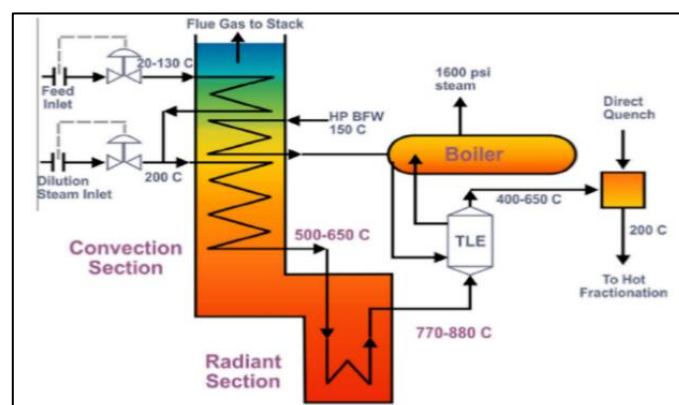 Flue Gas to Stack
20-130 C
Feed
Inlet
1600 psi
steam
Direct
Quench
HP BFW
150 C
Boiler
Dilution
Steam Inlet
200 C
400-650 C
TLE
200 C
500-650 C
Convection
Section
To Hot
Fractionation
770-880 C
Radiant
Section